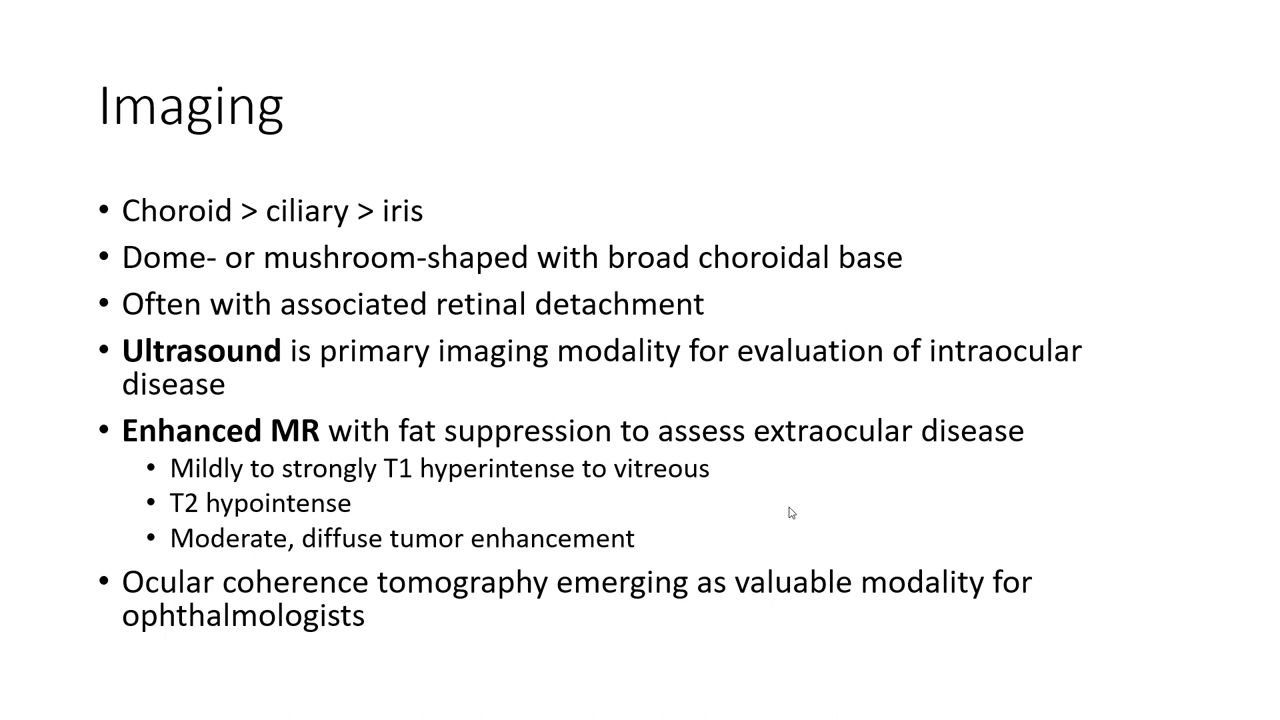 Imaging
• Choroid > ciliary > iris
• Dome- or mushroom-shaped with broad choroidal base
• Often with associated retinal detachment
• Ultrasound is primary imaging modality for evaluation of intraocular
disease
• Enhanced MR with fat suppression to assess extraocular disease
• Mildly to strongly T1 hyperintense to vitreous
• T2 hypointense
• Moderate, diffuse tumor enhancement
• Ocular coherence tomography emerging as valuable modality for
ophthalmologists